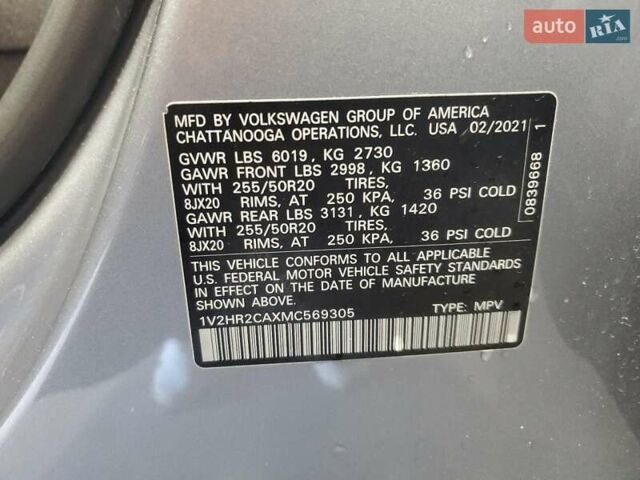 auto RIA.com
MFD BY VOLKSWAGEN GROUP OF AMERICA
CHATTANOOGA OPERATIONS, LLC. USA 02/2021
GVWR LBS 6019, KG 2730
GAWR FRONT LBS 2998, KG 1360
WITH 255/50R20 TIRES,
8JX20 RIMS, AT 250 KPA, 36 PSI COLD
GAWR REAR LBS 3131, KG 1420
WITH 255/50R20 TIRES,
8JX20 RIMS, AT 250 KPA, 36 PSI COLD
THIS VEHICLE CONFORMS TO ALL APPLICABLE
U.S. FEDERAL MOTOR VEHICLE SAFETY STANDARDS
IN EFFECT ON THE DATE OF MANUFACTURE
SHOWN ABOVE.
1V2HR2CAXMC569305 TYPE: MPV
0839668 1